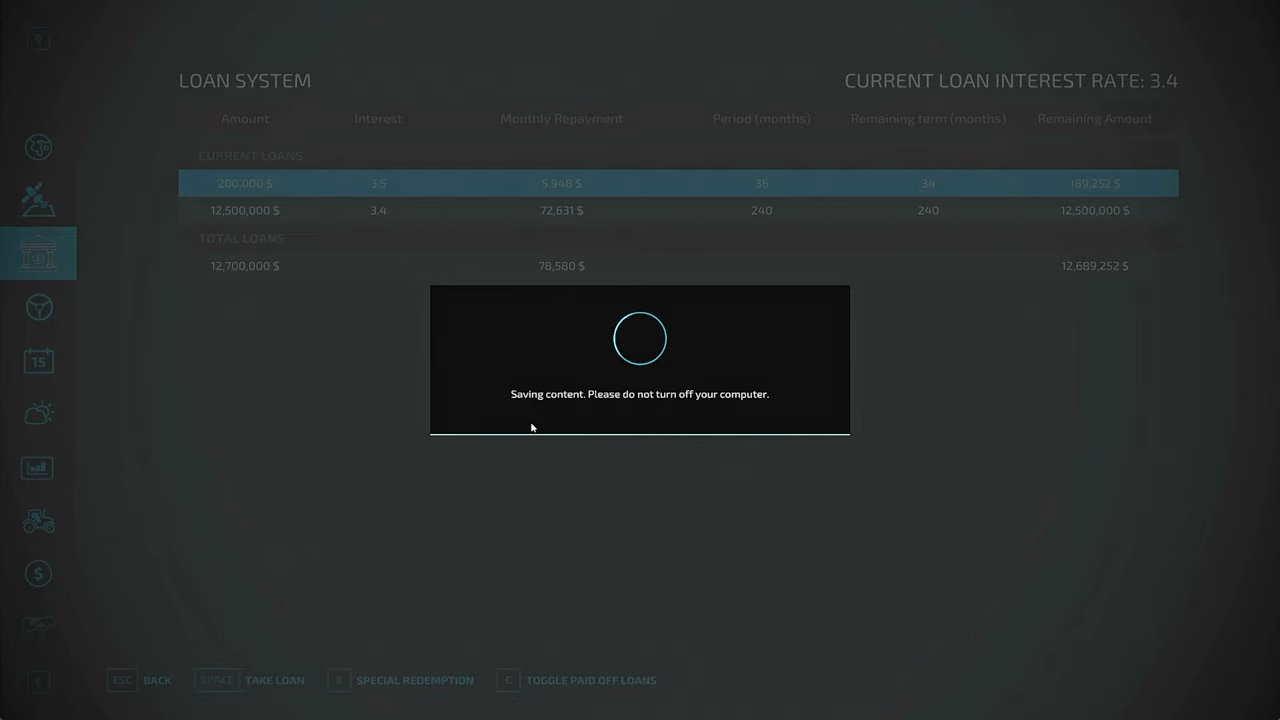 Q
LOAN SYSTEM
CURRENT LOAN INTEREST RATE: 3.4
Amount Interest Monthly Repayment Period (months) Remaining term (months) Remaining Amount
CURRENT LOANS
200,000 $ 3.5 5,948 $ 36 34 189,252 $
12,500,000 $ 3.4 72,631 $ 240 240 12,500,000 $
TOTAL LOANS
12,700,000 $ 78,580 $ 12,689,252 $
15
$
Saving content. Please do not turn off your computer.
E
ESC BACK SPACE TAKE LOAN X SPECIAL REDEMPTION C TOGGLE PAID OFF LOANS